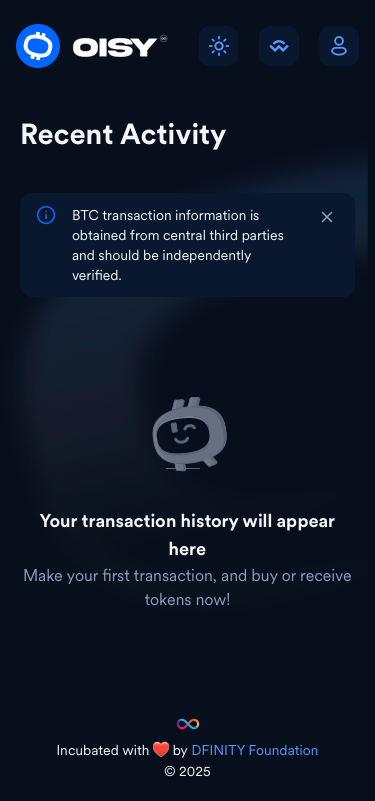 OISY
Recent Activity
BTC transaction information is
obtained from central third parties
and should be independently
verified.
Your transaction history will appear
here
Make your first transaction, and buy or receive
tokens now!
Incubated with ❤️ by DFINITY Foundation
© 2025